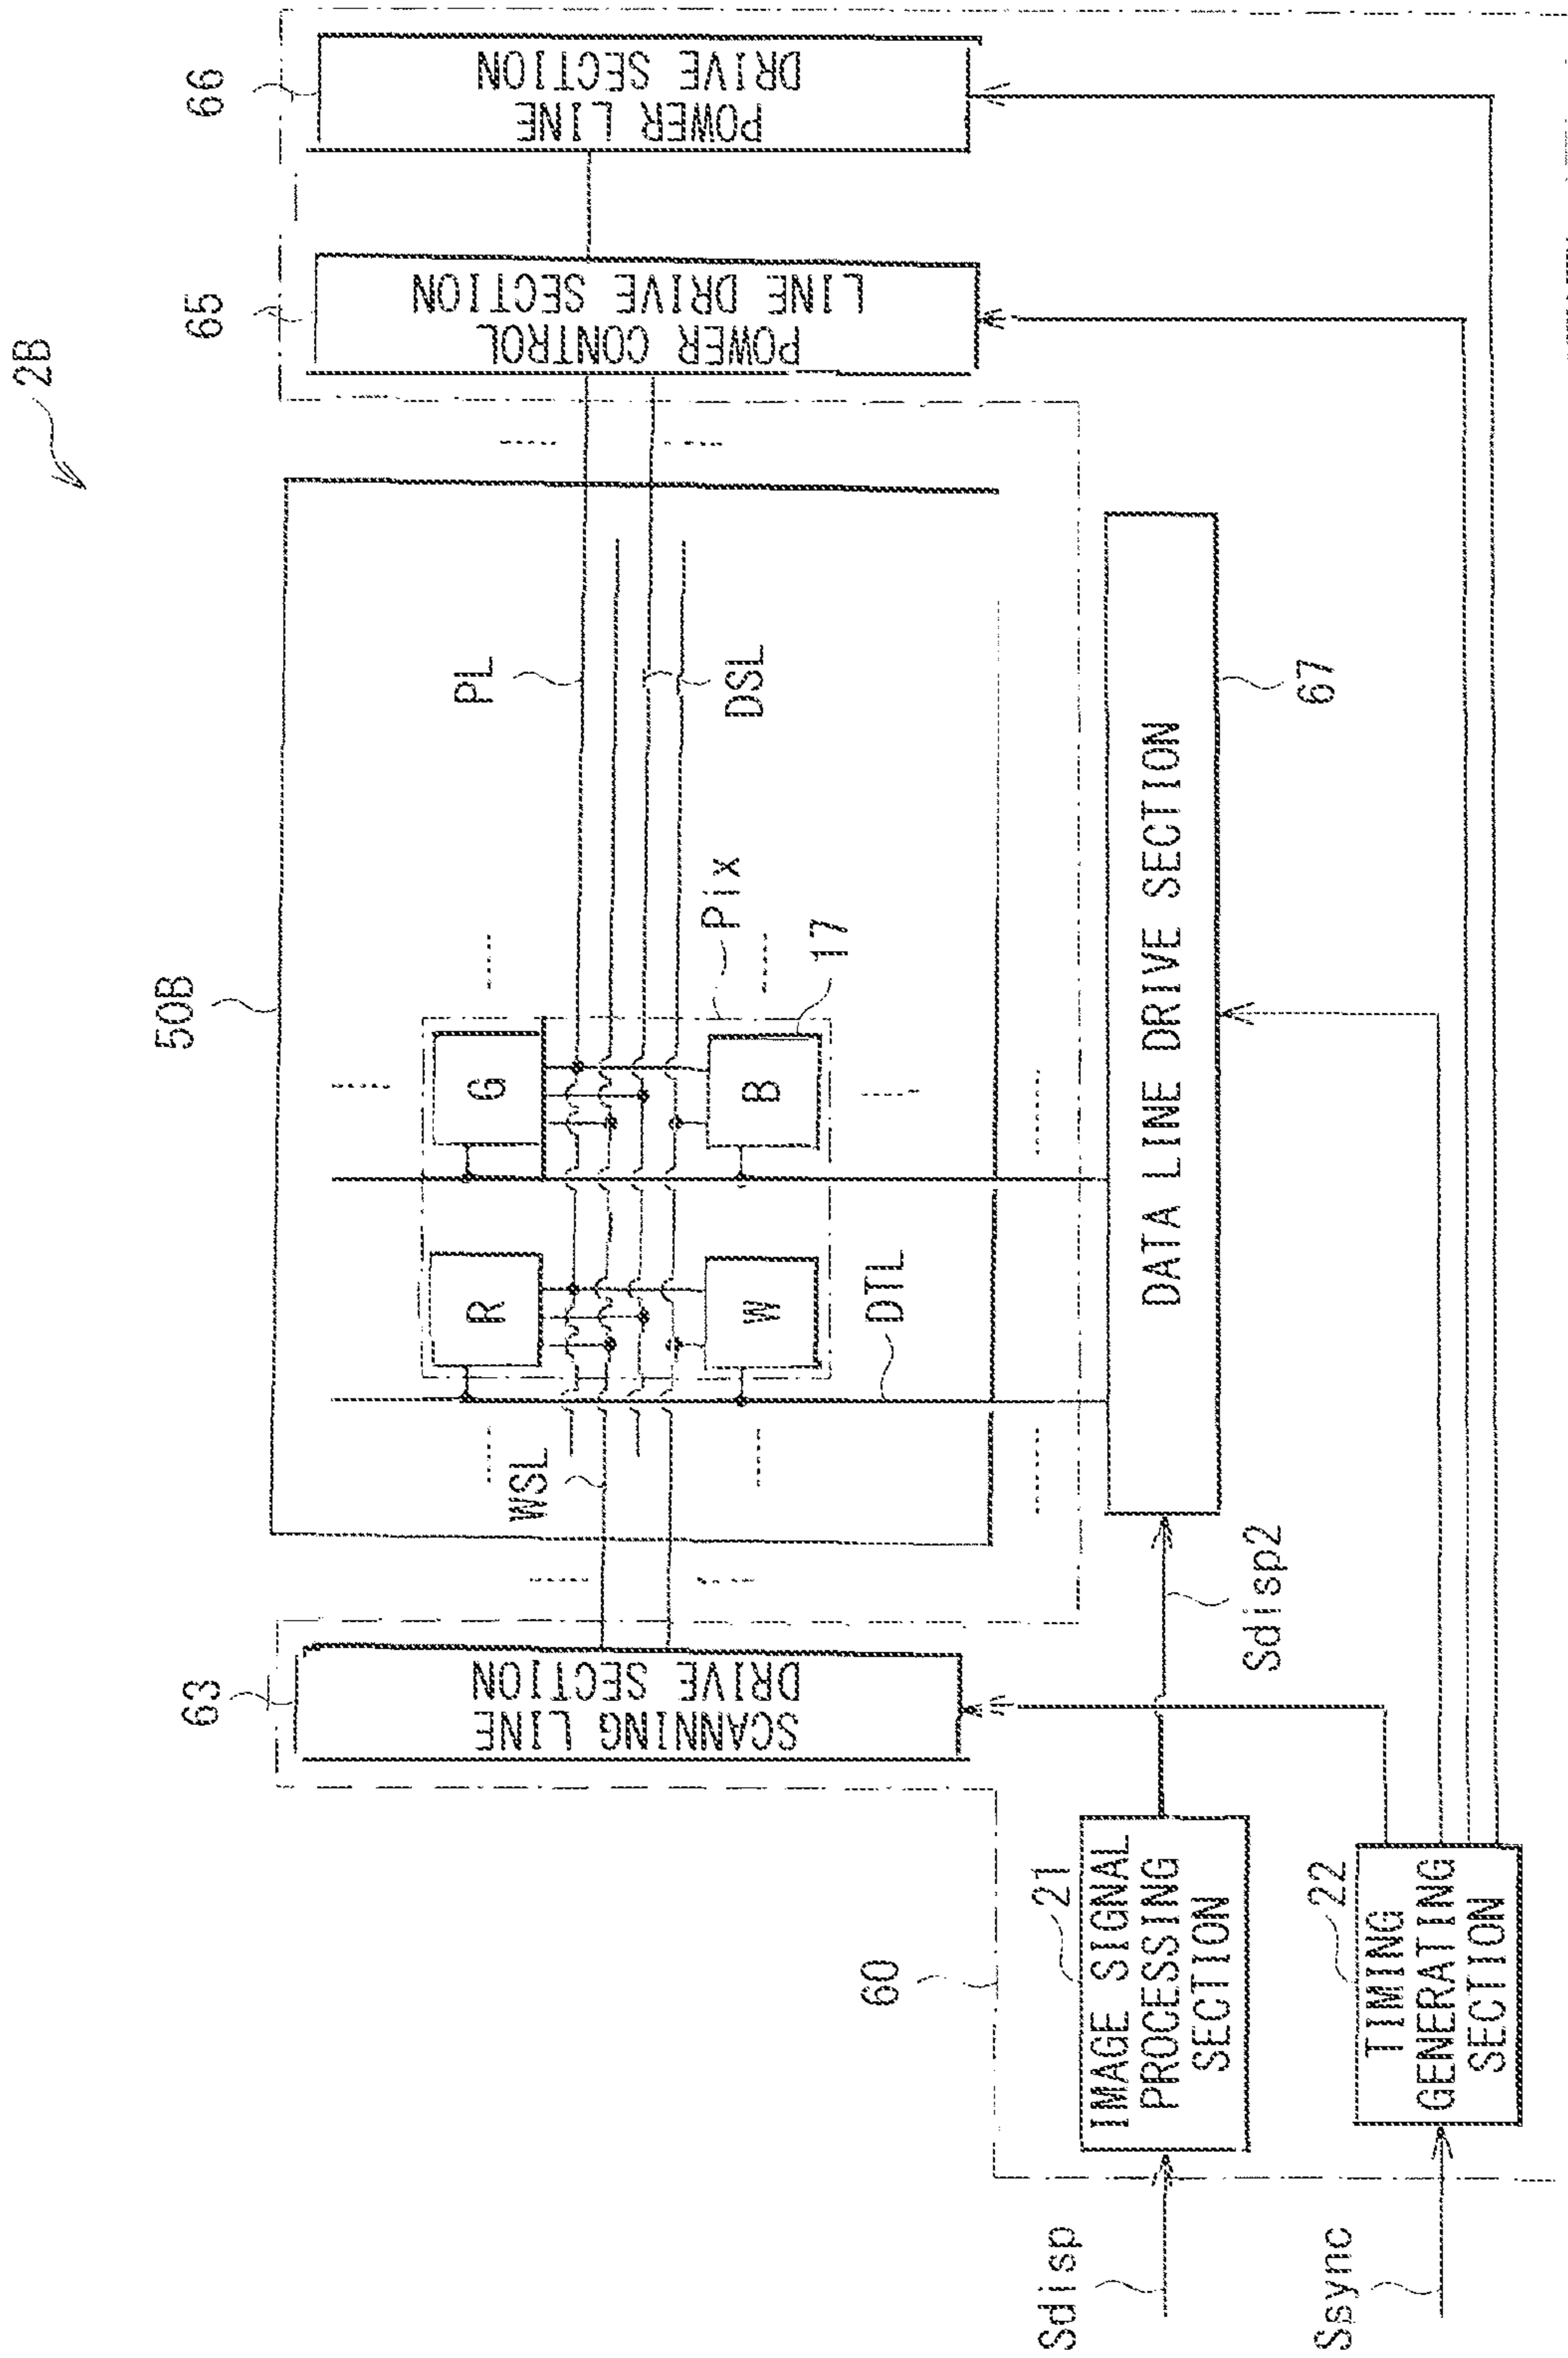 2B
50B
63
65
66
SCANNING LINE
DRIVE SECTION
POWER CONTROL
LINE DRIVE SECTION
POWER LINE
DRIVE SECTION
WSL
PL
DSL
R
G
W
B
Pix
17
DTL
60
21
IMAGE SIGNAL
PROCESSING
SECTION
Sdisp
Sdisp2
DATA LINE DRIVE SECTION
67
22
TIMING
GENERATING
SECTION
Ssync